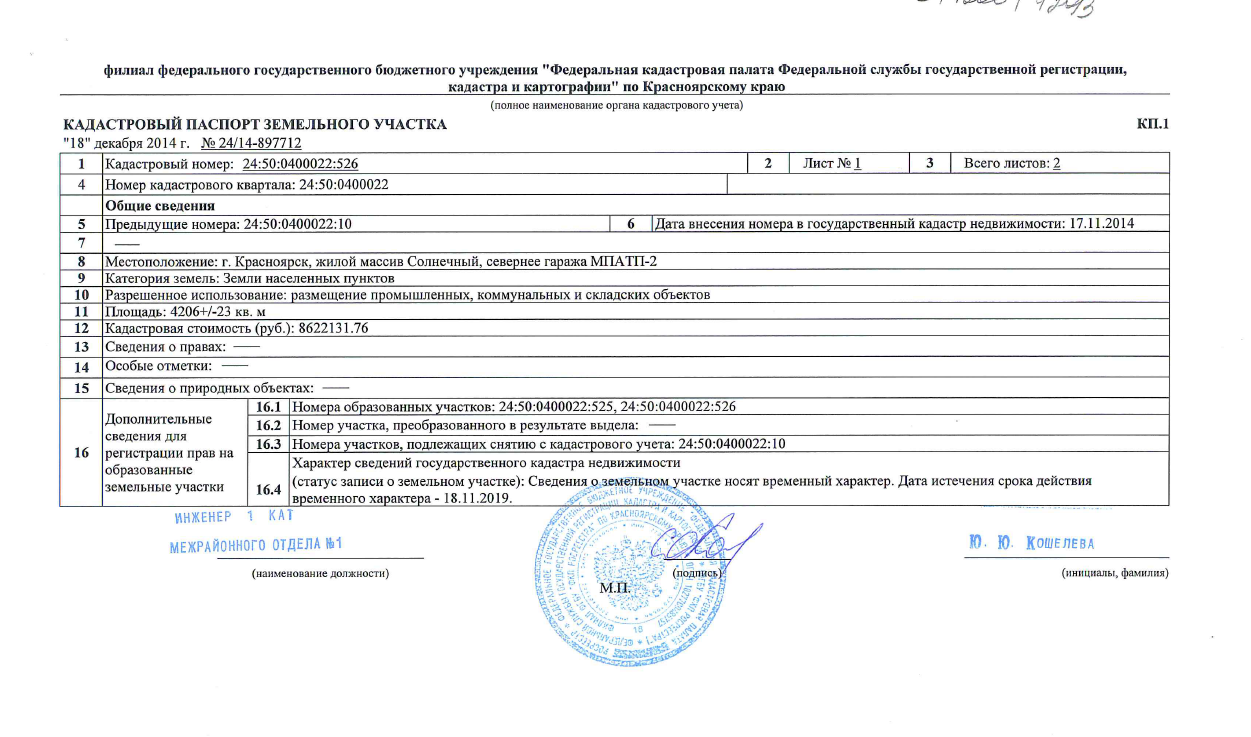 филиал федерального государственного бюджетного учреждения "Федеральная кадастровая палата Федеральной службы государственной регистрации,
кадастра и картографии" по Красноярскому краю
(полное наименование органа кадастрового учета)
КАДАСТРОВЫЙ ПАСПОРТ ЗЕМЕЛЬНОГО УЧАСТКА КП.1
"18" декабря 2014 г. № 24/14-897712
1 Кадастровый номер: 24:50:0400022:526 2 Лист № 1 3 Всего листов: 2
4 Номер кадастрового квартала: 24:50:0400022
Общие сведения
5 Предыдущие номера: 24:50:0400022:10 6 Дата внесения номера в государственный кадастр недвижимости: 17.11.2014
7 ——
8 Местоположение: г. Красноярск, жилой массив Солнечный, севернее гаража МПАТП-2
9 Категория земель: Земли населенных пунктов
10 Разрешенное использование: размещение промышленных, коммунальных и складских объектов
11 Площадь: 4206+/-23 кв. м
12 Кадастровая стоимость (руб.): 8622131.76
13 Сведения о правах: ——
14 Особые отметки: ——
15 Сведения о природных объектах: ——
16 Дополнительные сведения для регистрации прав на образованные земельные участки
16.1 Номера образованных участков: 24:50:0400022:525, 24:50:0400022:526
16.2 Номер участка, преобразованного в результате выдела: ——
16.3 Номера участков, подлежащих снятию с кадастрового учета: 24:50:0400022:10
16.4 Характер сведений государственного кадастра недвижимости
(статус записи о земельном участке): Сведения о земельном участке носят временный характер. Дата истечения срока действия
временного характера - 18.11.2019.
ИНЖЕНЕР 1 КАТ
МЕЖРАЙОННОГО ОТДЕЛА №1 Ю. Ю. КОШЕЛЕВА
(наименование должности) (подпись) (инициалы, фамилия)
М.П.